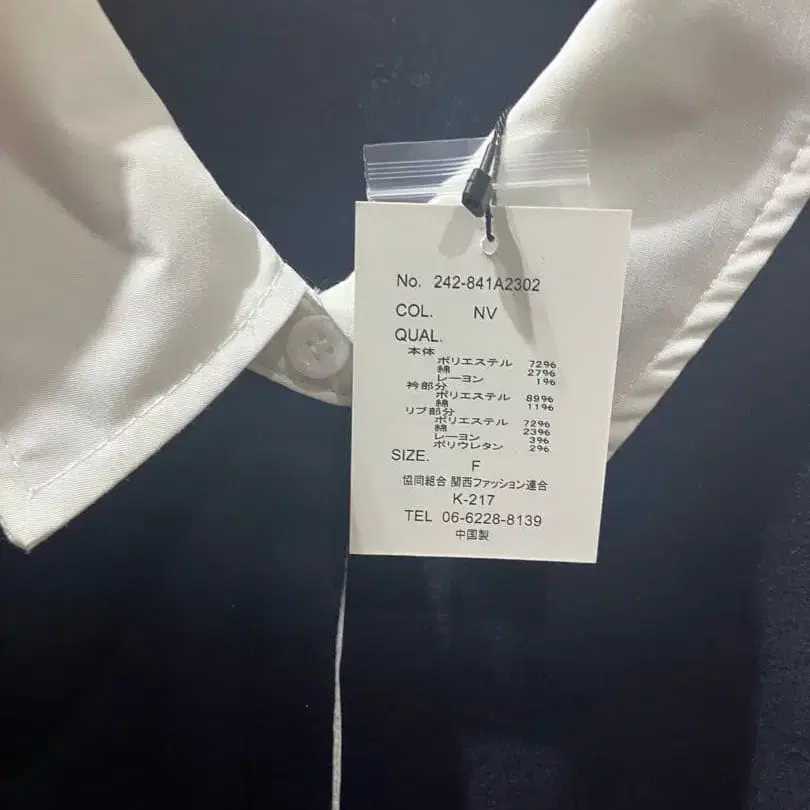 No. 242-841A2302
COL. NV
QUAL.
本体
ポリエステル 72%
綿 27%
レーヨン 1%
衿部分
ポリエステル 89%
綿 11%
リブ部分
ポリエステル 72%
綿 23%
レーヨン 3%
ポリウレタン 2%
SIZE. F
協同組合 関西ファッション連合
K-217
TEL 06-6228-8139
中国製